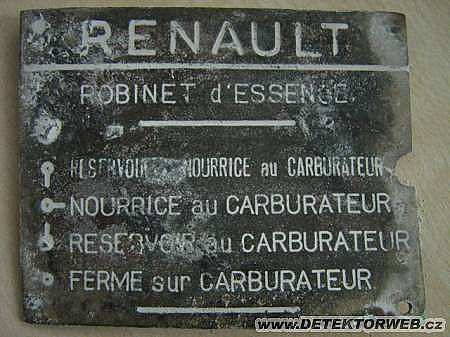 RENAULT
ROBINET d'ESSENCE
RESERVOIR NOURRICE au CARBURATEUR
NOURRICE au CARBURATEUR
RESERVOIR au CARBURATEUR
FERME sur CARBURATEUR
WWW.DETEKTORWEB.CZ